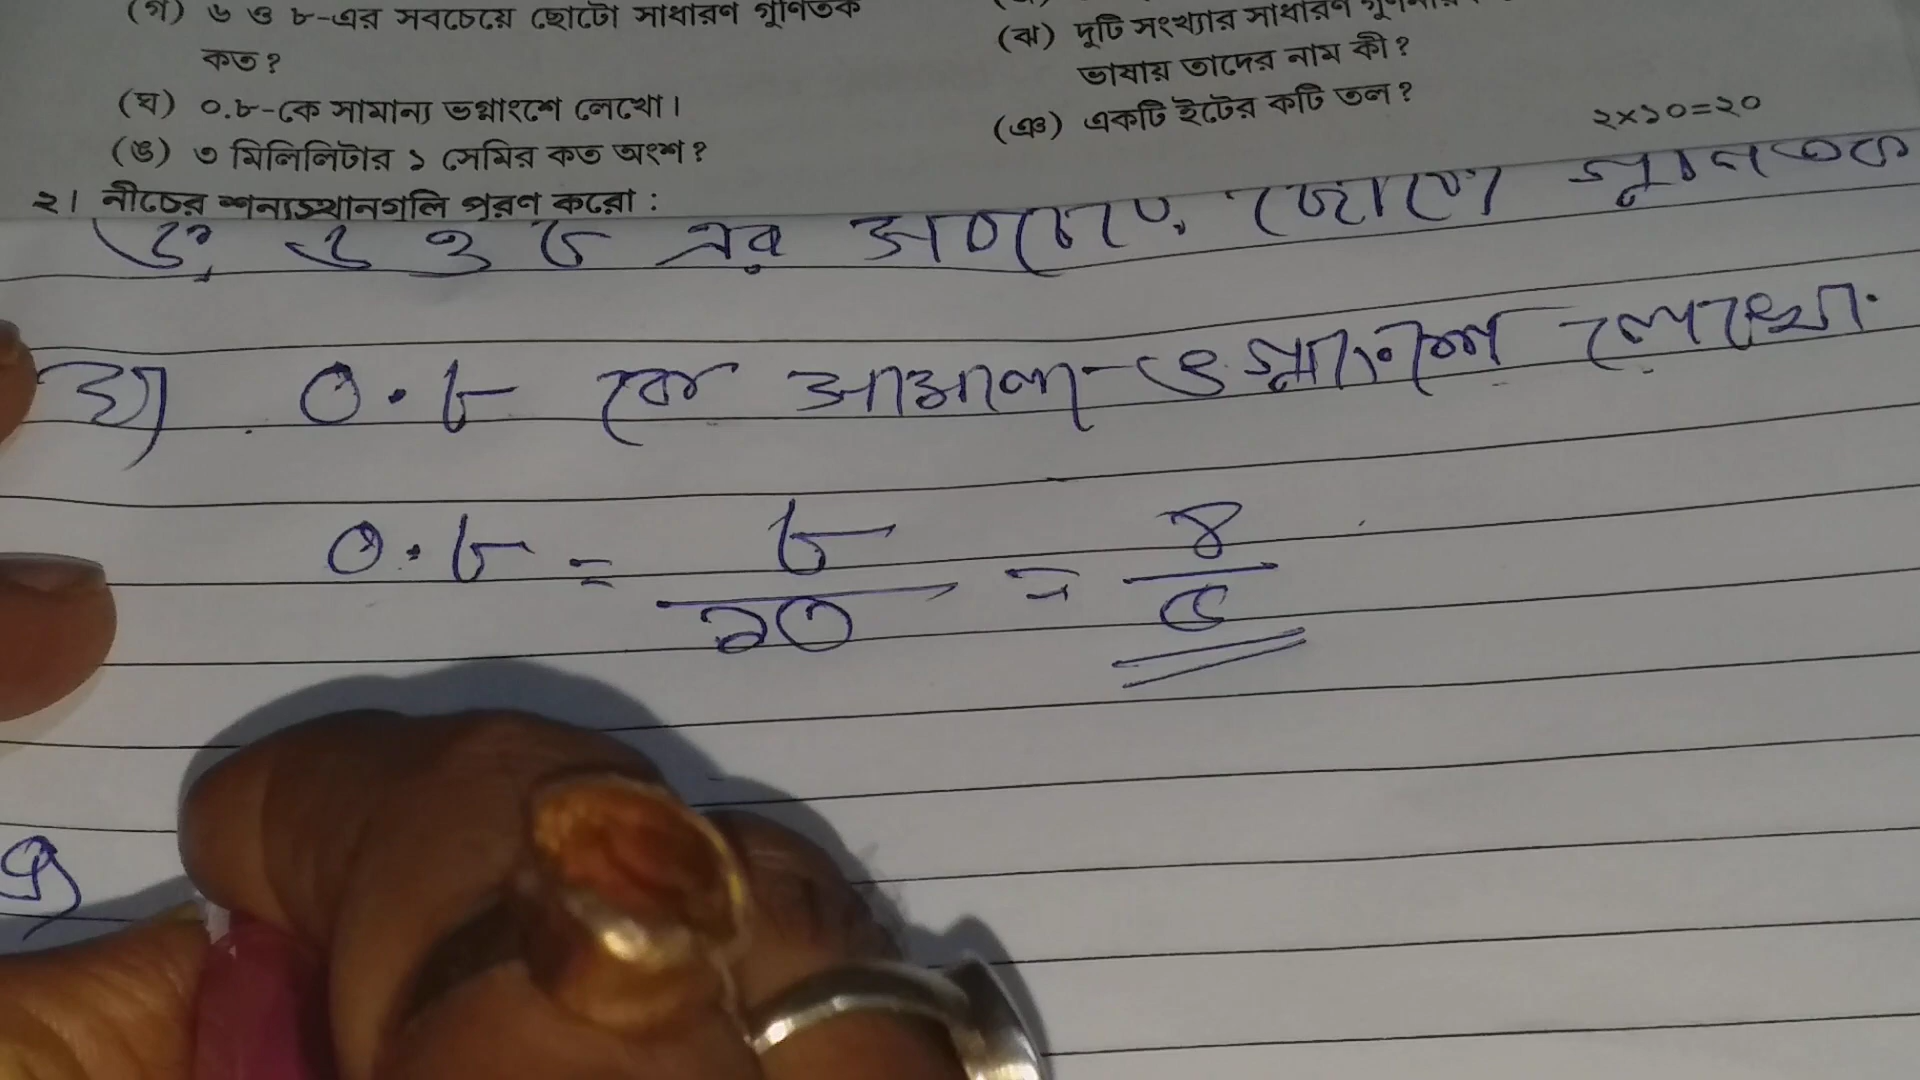 (গ) ৬ ও ৮-এর সবচেয়ে ছোটো সাধারণ গুণিতক
কত?
(ঘ) ০.৮-কে সামান্য ভগ্নাংশে লেখো।
(ঙ) ৩ মিলিলিটার ১ সেমির কত অংশ?
২। নীচের শূন্যস্থানগুলি পূরণ করো :
(ঝ) দুটি সংখ্যার সাধারণ
ভাষায় তাদের নাম কী?
(ঞ) একটি ইটের কটি তল?
২×১০=২০
৬ ও ৮ এর
ঘ) ০.৮ কে সামান্য ভগ্নাংশে লেখো.
০.৮ = ৮/১০ = ৪/৫